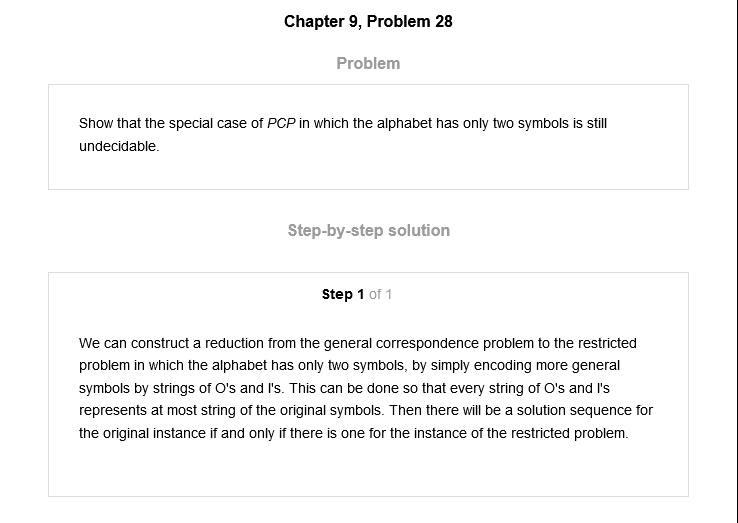 Chapter 9, Problem 28
Problem
Show that the special case of PCP in which the alphabet has only two symbols is still
undecidable.
Step-by-step solution
Step 1 of 1
We can construct a reduction from the general correspondence problem to the restricted
problem in which the alphabet has only two symbols, by simply encoding more general
symbols by strings of O's and I's. This can be done so that every string of O's and I's
represents at most string of the original symbols. Then there will be a solution sequence for
the original instance if and only if there is one for the instance of the restricted problem.